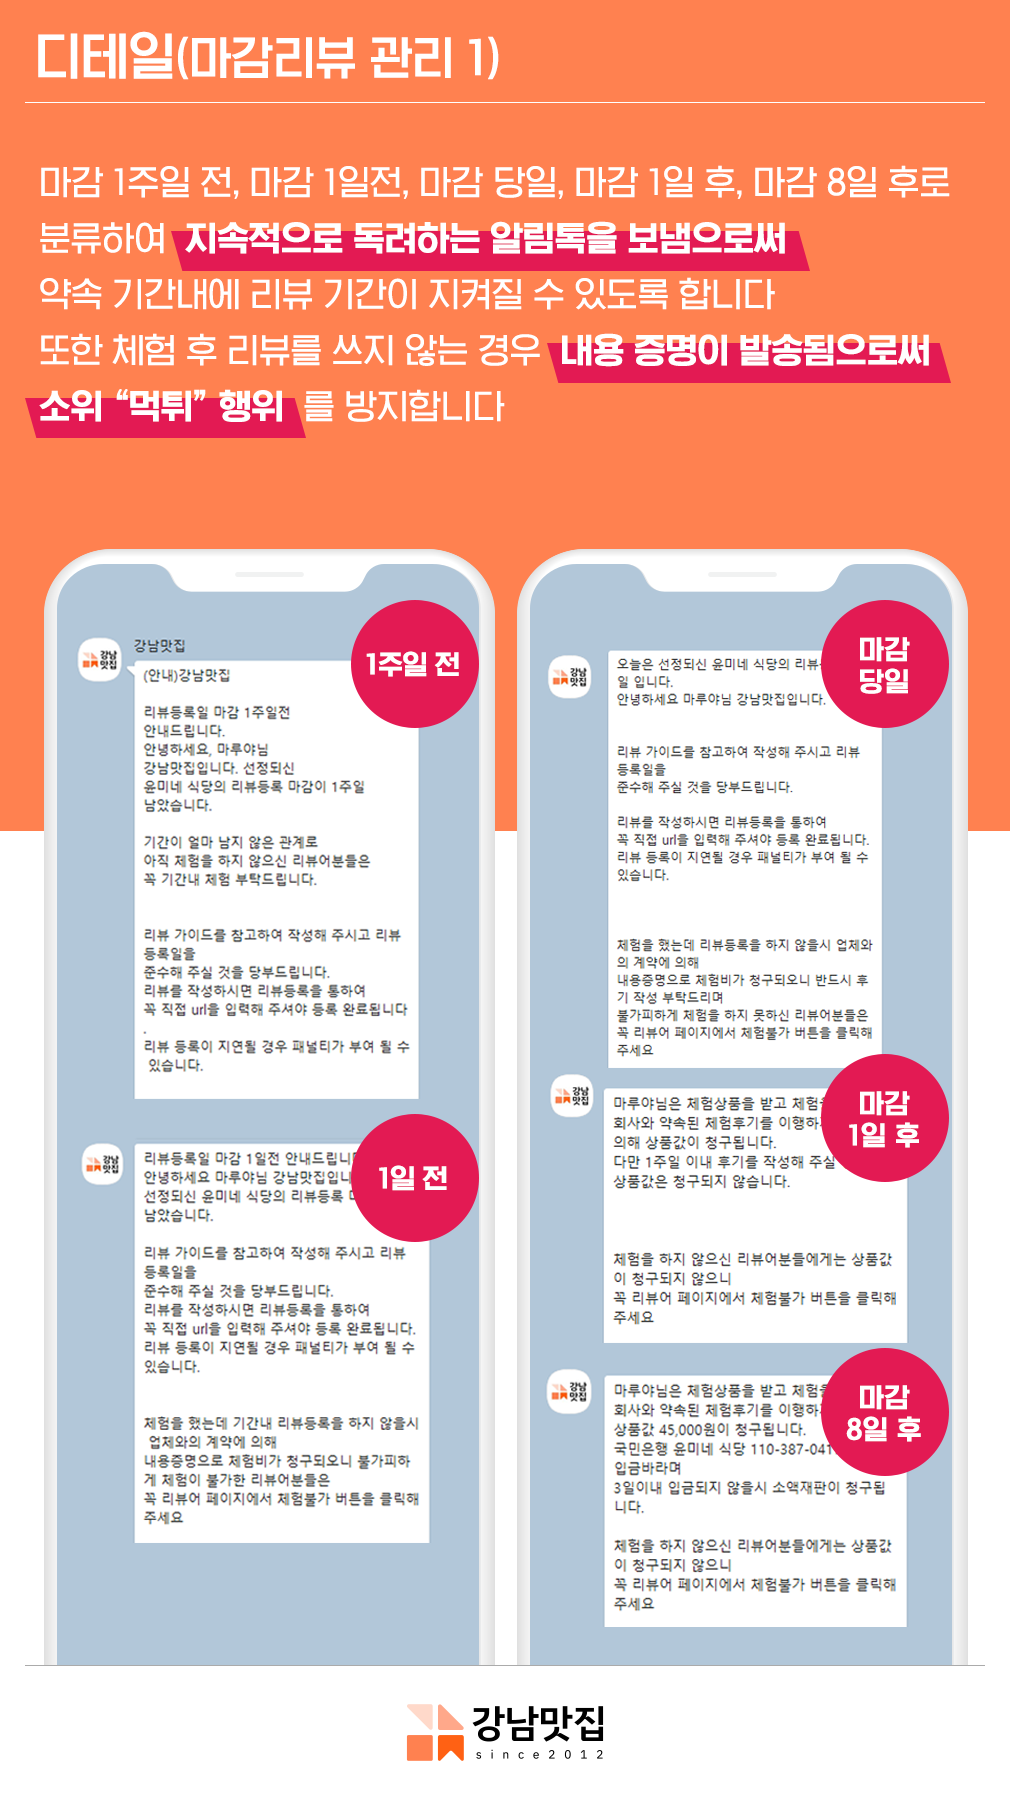 디테일(마감리뷰 관리 1)
마감 1주일 전, 마감 1일전, 마감 당일, 마감 1일 후, 마감 8일 후로
분류하여 지속적으로 독려하는 알림톡을 보냄으로써
약속 기간내에 리뷰 기간이 지켜질 수 있도록 합니다
또한 체험 후 리뷰를 쓰지 않는 경우 내용 증명이 발송됨으로써
소위 “먹튀” 행위 를 방지합니다
강남맛집
강남
맛집
1주일 전
(안내)강남맛집
리뷰등록일 마감 1주일전
안내드립니다.
안녕하세요, 마루야님
강남맛집입니다. 선정되신
윤미네 식당의 리뷰등록 마감이 1주일
남았습니다.
기간이 얼마 남지 않은 관계로
아직 체험을 하지 않으신 리뷰어분들은
꼭 기간내 체험 부탁드립니다.
리뷰 가이드를 참고하여 작성해 주시고 리뷰
등록일을
준수해 주실 것을 당부드립니다.
리뷰를 작성하시면 리뷰등록을 통하여
꼭 직접 url을 입력해 주셔야 등록 완료됩니다
.
리뷰 등록이 지연될 경우 패널티가 부여 될 수
있습니다.
강남
맛집
1일 전
리뷰등록일 마감 1일전 안내드립니
안녕하세요 마루야님 강남맛집입니
선정되신 윤미네 식당의 리뷰등록
남았습니다.
리뷰 가이드를 참고하여 작성해 주시고 리뷰
등록일을
준수해 주실 것을 당부드립니다.
리뷰를 작성하시면 리뷰등록을 통하여
꼭 직접 url을 입력해 주셔야 등록 완료됩니다.
리뷰 등록이 지연될 경우 패널티가 부여 될 수
있습니다.
체험을 했는데 기간내 리뷰등록을 하지 않을시
업체와의 계약에 의해
내용증명으로 체험비가 청구되오니 불가피하
게 체험이 불가한 리뷰어분들은
꼭 리뷰어 페이지에서 체험불가 버튼을 클릭해
주세요
강남
맛집
마감
당일
오늘은 선정되신 윤미네 식당의 리뷰
일 입니다.
안녕하세요 마루야님 강남맛집입니다.
리뷰 가이드를 참고하여 작성해 주시고 리뷰
등록일을
준수해 주실 것을 당부드립니다.
리뷰를 작성하시면 리뷰등록을 통하여
꼭 직접 url을 입력해 주셔야 등록 완료됩니다.
리뷰 등록이 지연될 경우 패널티가 부여 될 수
있습니다.
체험을 했는데 리뷰등록을 하지 않을시 업체와
의 계약에 의해
내용증명으로 체험비가 청구되오니 반드시 후
기 작성 부탁드리며
불가피하게 체험을 하지 못하신 리뷰어분들은
꼭 리뷰어 페이지에서 체험불가 버튼을 클릭해
주세요
강남
맛집
마감
1일 후
마루야님은 체험상품을 받고 체험
회사와 약속된 체험후기를 이행하
의해 상품값이 청구됩니다.
다만 1주일 이내 후기를 작성해 주실
상품값은 청구되지 않습니다.
체험을 하지 않으신 리뷰어분들에게는 상품값
이 청구되지 않으니
꼭 리뷰어 페이지에서 체험불가 버튼을 클릭해
주세요
강남
맛집
마감
8일 후
마루야님은 체험상품을 받고 체험
회사와 약속된 체험후기를 이행하
상품값 45,000원이 청구됩니다.
국민은행 윤미네 식당 110-387-041
입금바라며
3일이내 입금되지 않을시 소액재판이 청구됩
니다.
체험을 하지 않으신 리뷰어분들에게는 상품값
이 청구되지 않으니
꼭 리뷰어 페이지에서 체험불가 버튼을 클릭해
주세요
강남맛집
since2012